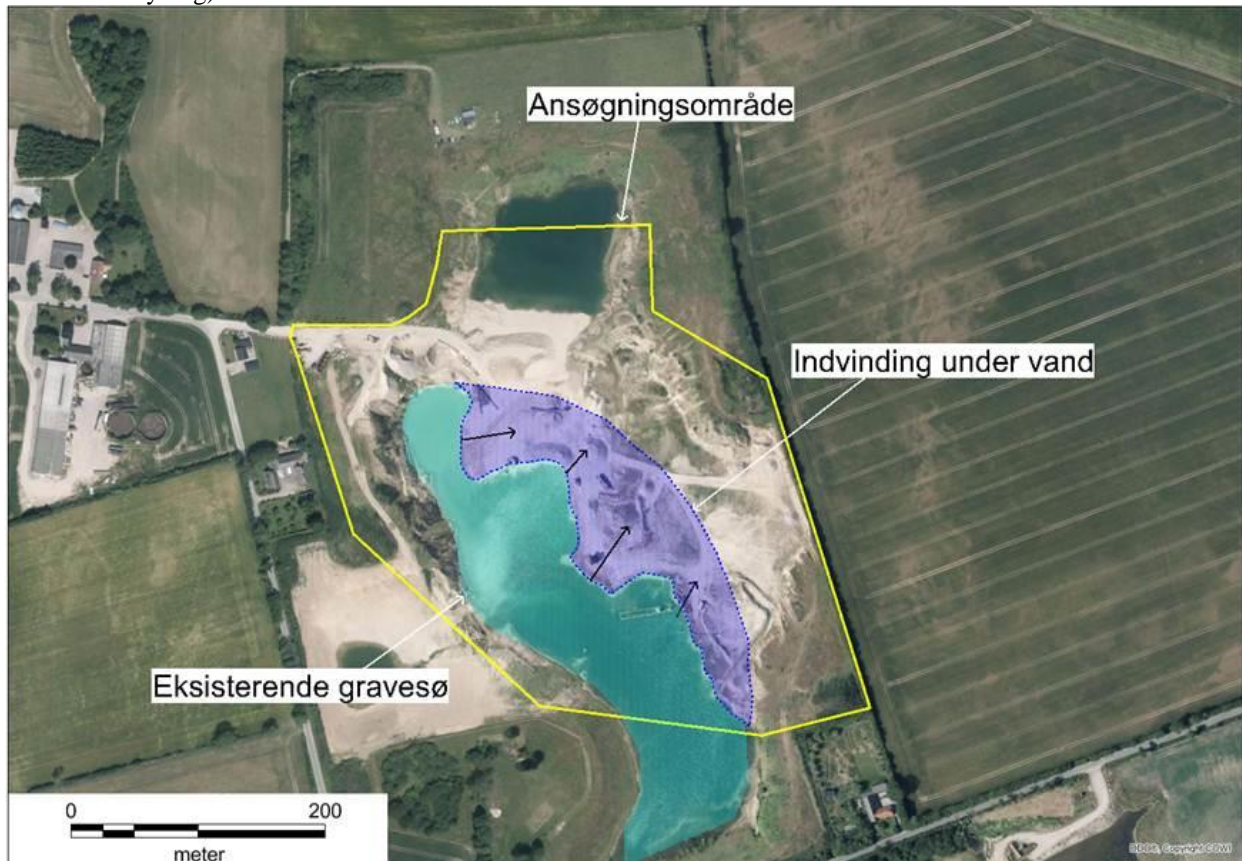 Ansøgningsområde
Indvinding under vand
Eksisterende gravesø
0 200
meter